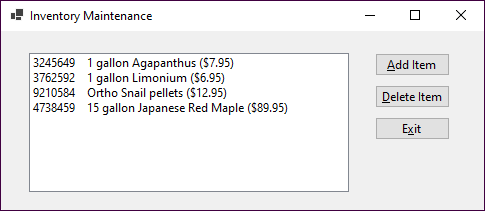 Inventory Maintenance
3245649 1 gallon Agapanthus ($7.95)
3762592 1 gallon Limonium ($6.95)
9210584 Ortho Snail pellets ($12.95)
4738459 15 gallon Japanese Red Maple ($89.95)
Add Item
Delete Item
Exit